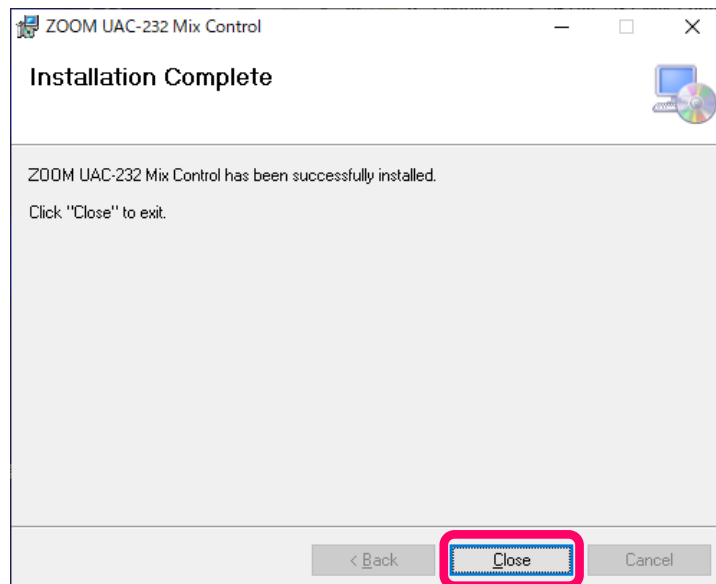 ZOOM UAC-232 Mix Control
Installation Complete
ZOOM UAC-232 Mix Control has been successfully installed.
Click "Close" to exit.
< Back
Close
Cancel